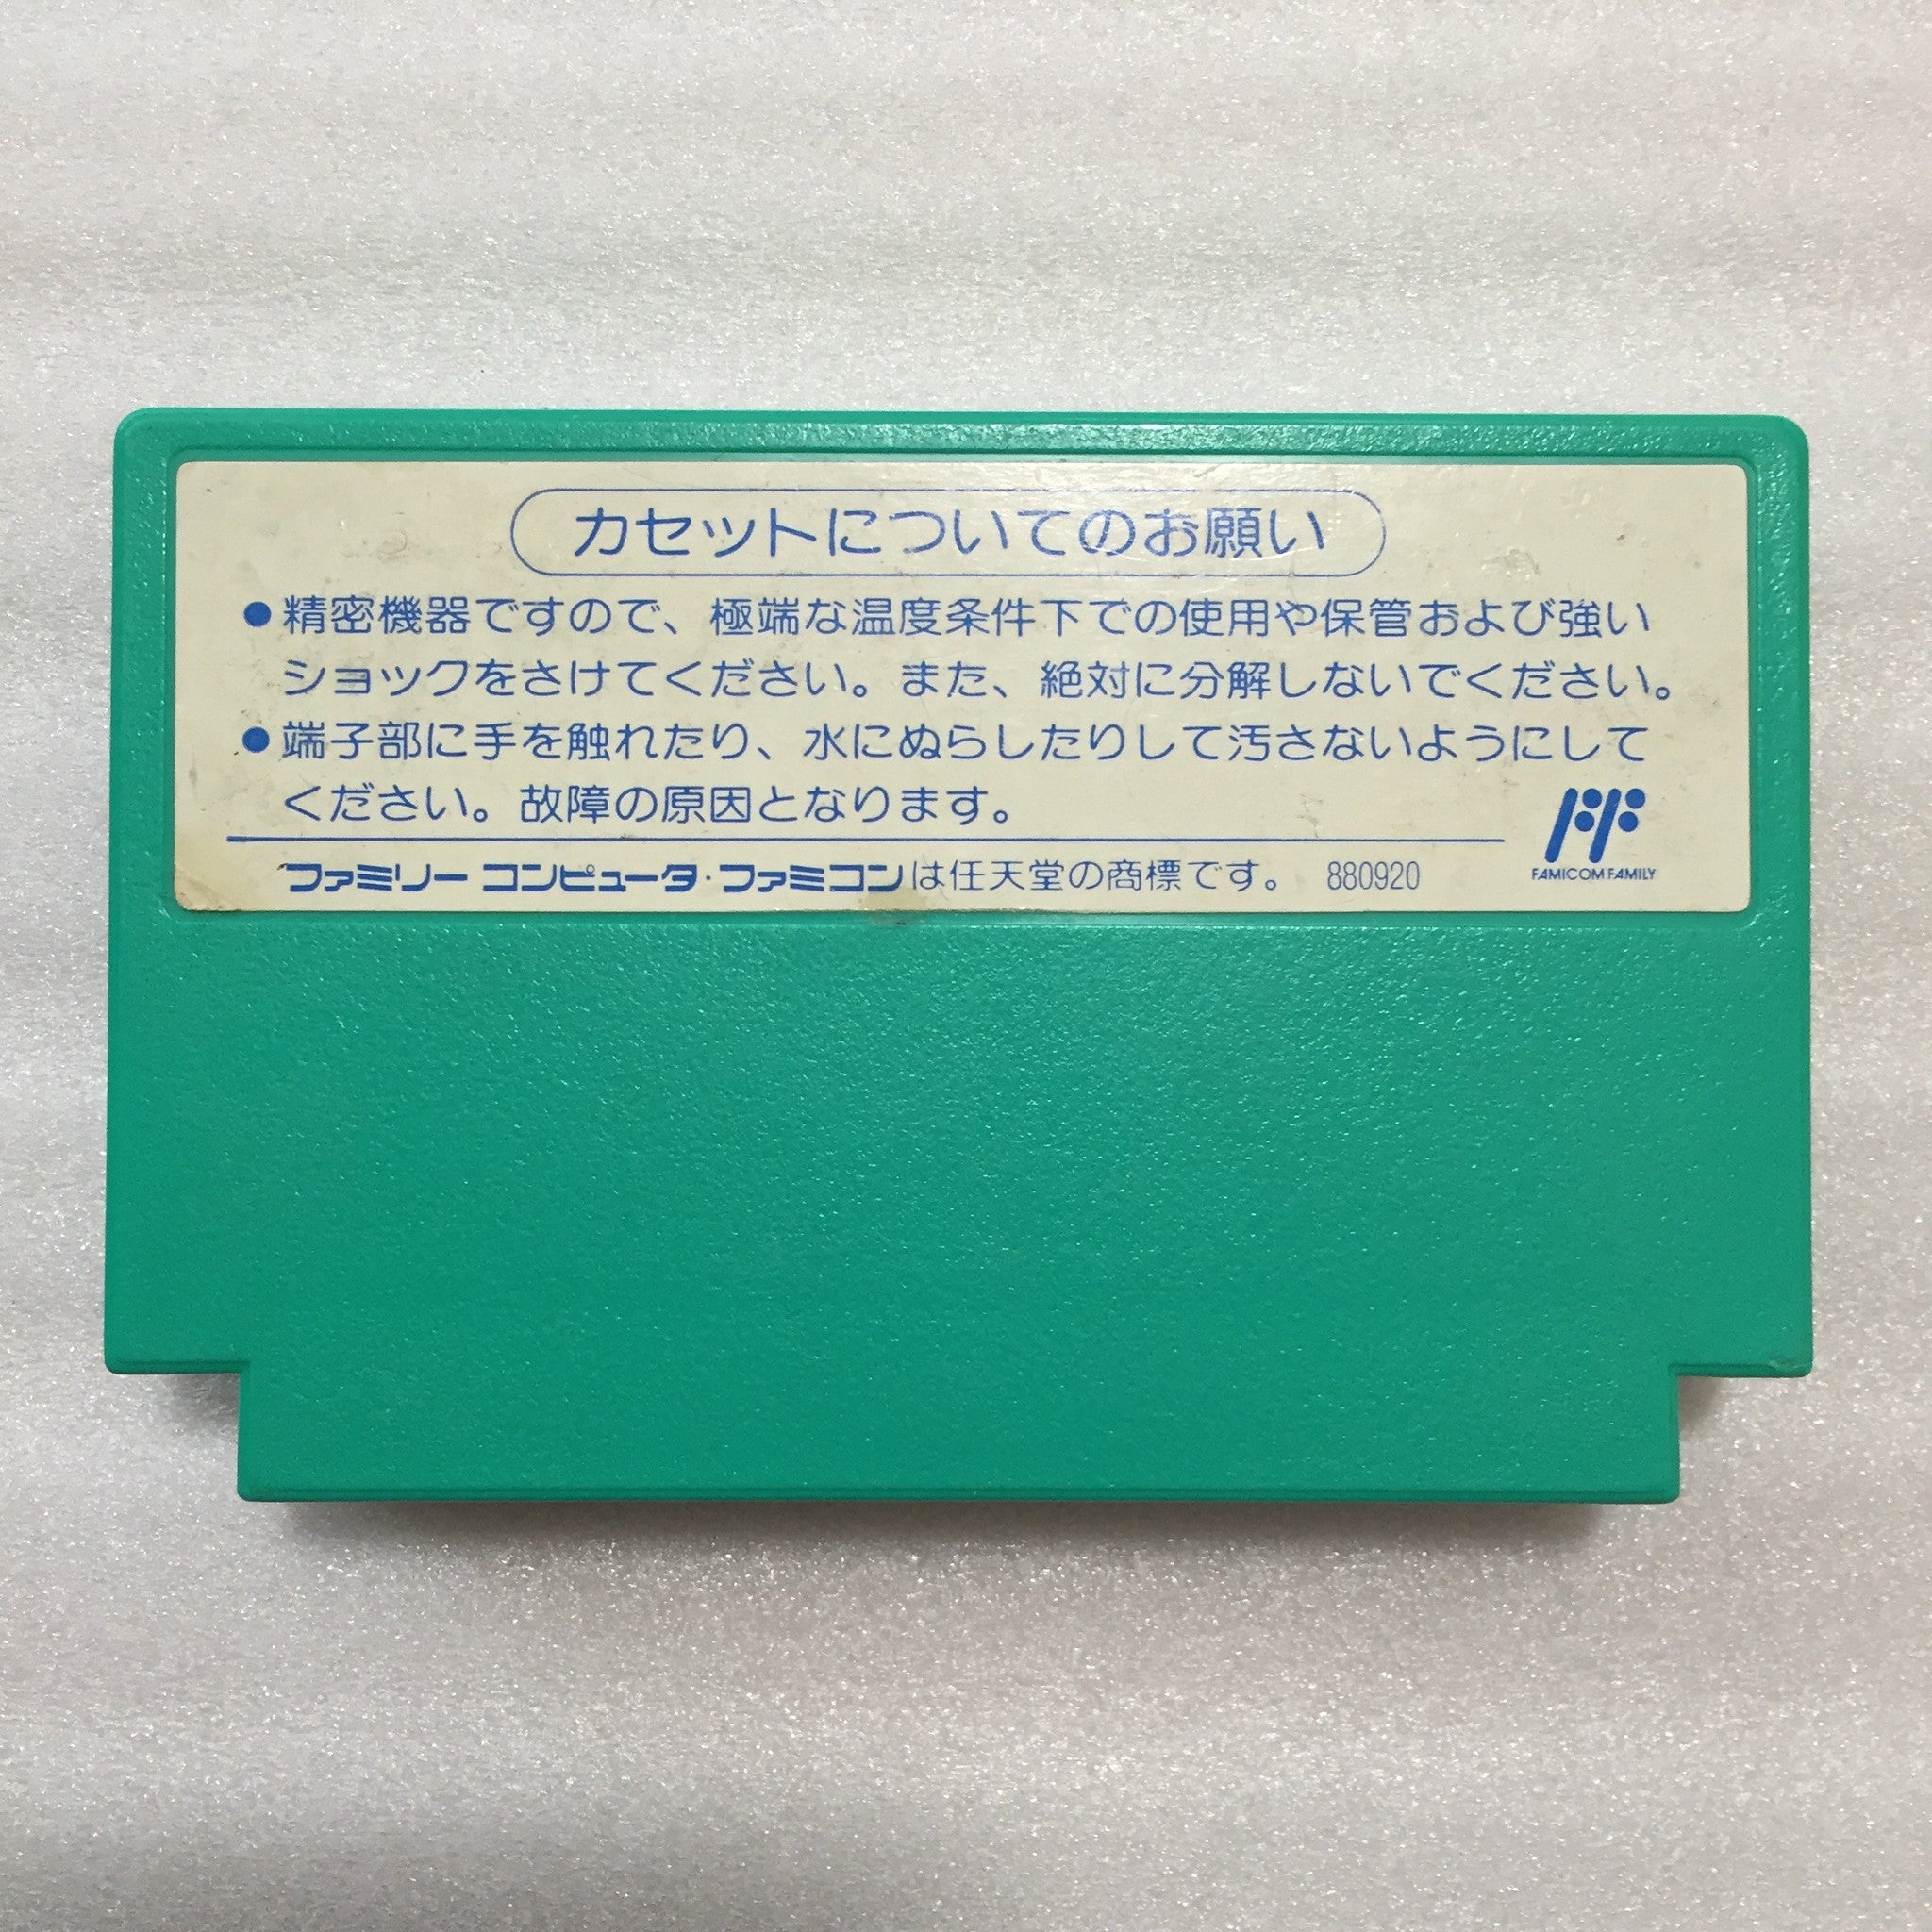 カセットについてのお願い
●精密機器ですので、極端な温度条件下での使用や保管および強い
ショックをさけてください。また、絶対に分解しないでください。
●端子部に手を触れたり、水にぬらしたりして汚さないようにして
ください。故障の原因となります。
ファミリー コンピュータ・ファミコンは任天堂の商標です。 880920
FAMICOM FAMILY